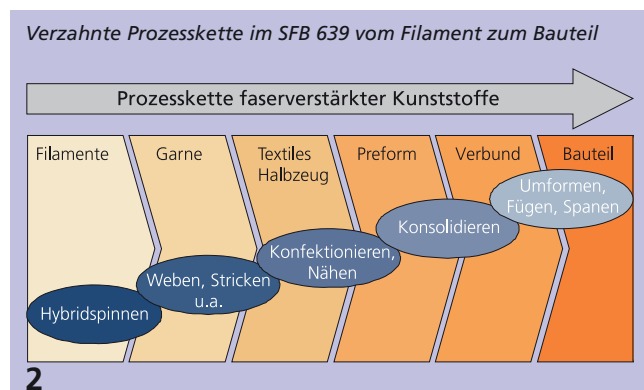 Verzahnte Prozesskette im SFB 639 vom Filament zum Bauteil
Prozesskette faserverstärkter Kunststoffe
Filamente
Garne
Textiles
Halbzeug
Preform
Verbund
Bauteil
Umformen,
Fügen, Spanen
Konsolidieren
Konfektionieren,
Nähen
Weben, Stricken
u.a.
Hybridspinnen
2